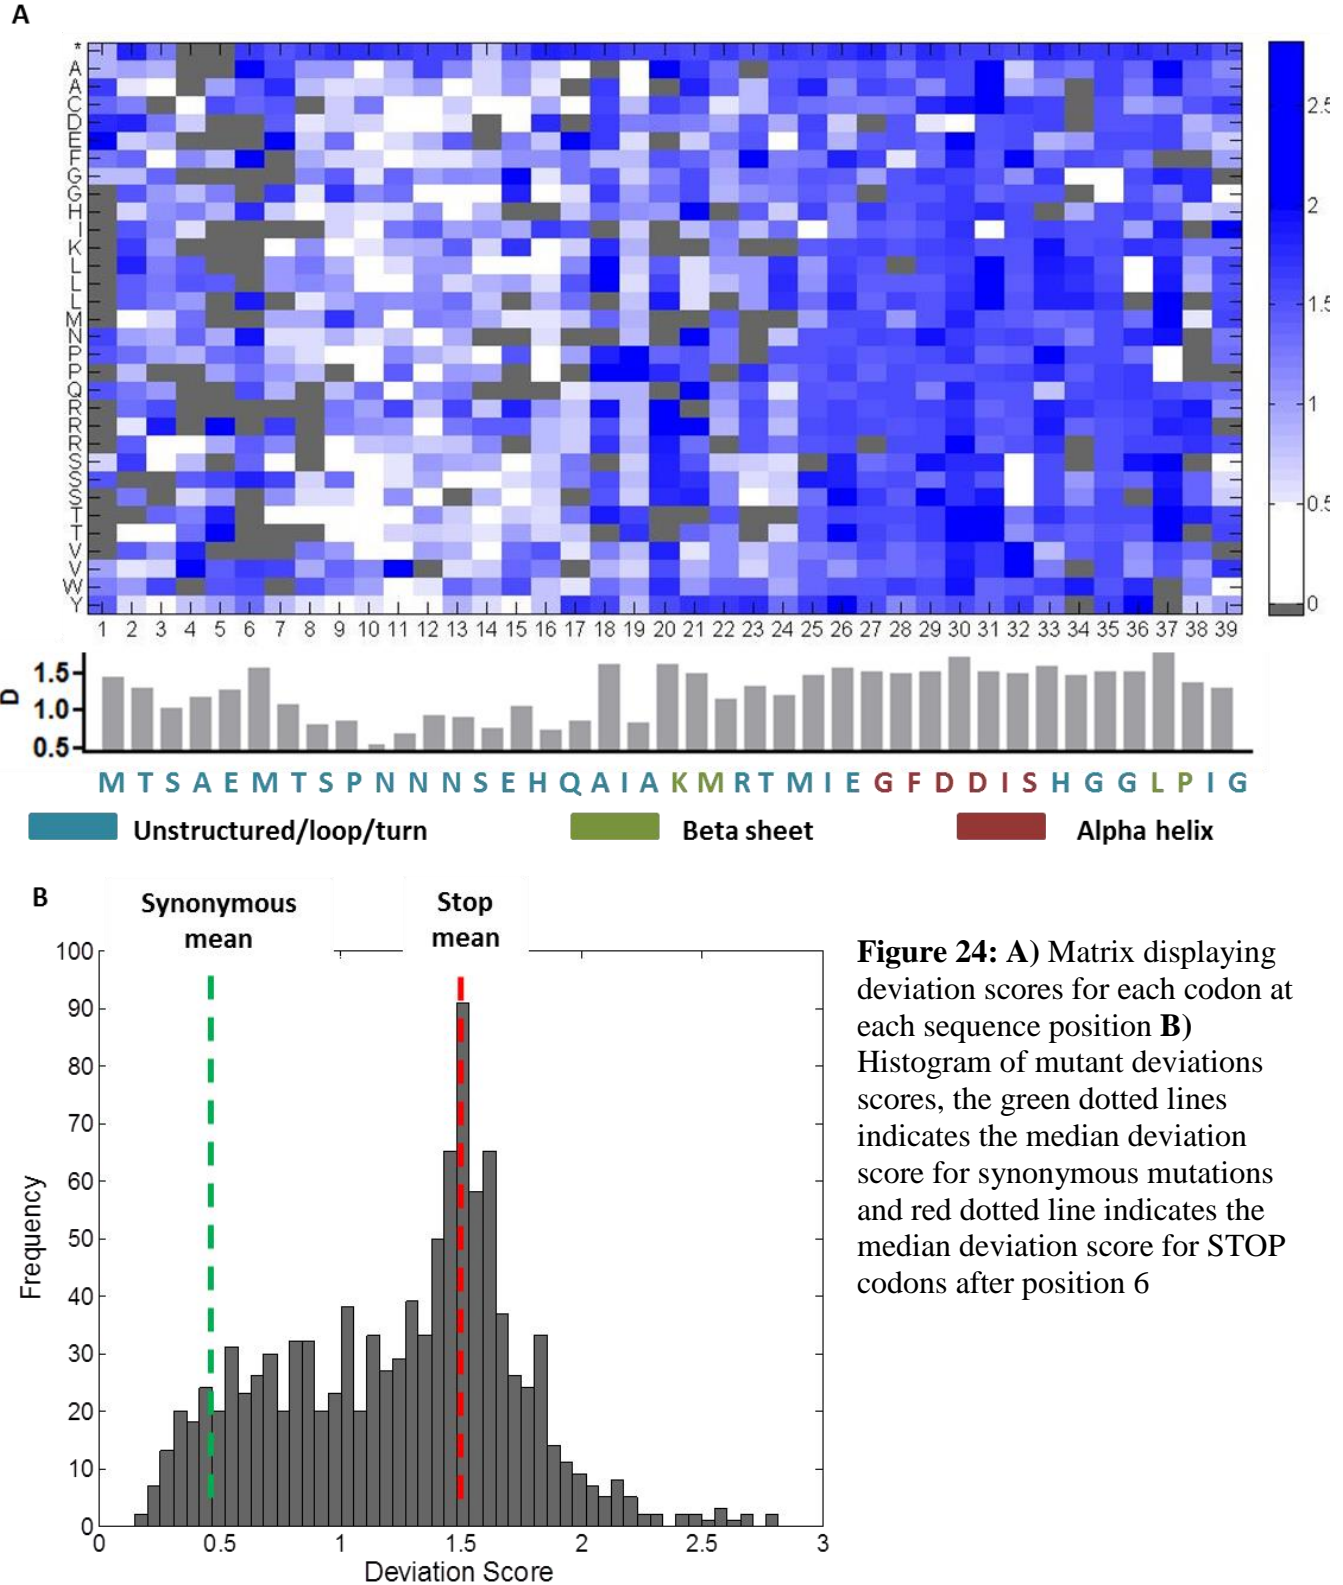 A
*
A
A
C
D
E
F
G
G
H
I
K
L
L
L
M
N
P
P
Q
R
R
R
S
S
S
T
T
V
V
W
Y
2.5
2
1.5
1
0.5
0
1 2 3 4 5 6 7 8 9 10 11 12 13 14 15 16 17 18 19 20 21 22 23 24 25 26 27 28 29 30 31 32 33 34 35 36 37 38 39
D
1.5
1.0
0.5
M T S A E M T S P N N N S E H Q A I A K M R T M I E G F D D I S H G G L P I G
Unstructured/loop/turn Beta sheet Alpha helix
B
Synonymous
mean
Stop
mean
100
90
80
70
60
50
40
30
20
10
0
Frequency
0 0.5 1 1.5 2 2.5 3
Deviation Score
Figure 24: A) Matrix displaying
deviation scores for each codon at
each sequence position B)
Histogram of mutant deviations
scores, the green dotted lines
indicates the median deviation
score for synonymous mutations
and red dotted line indicates the
median deviation score for STOP
codons after position 6